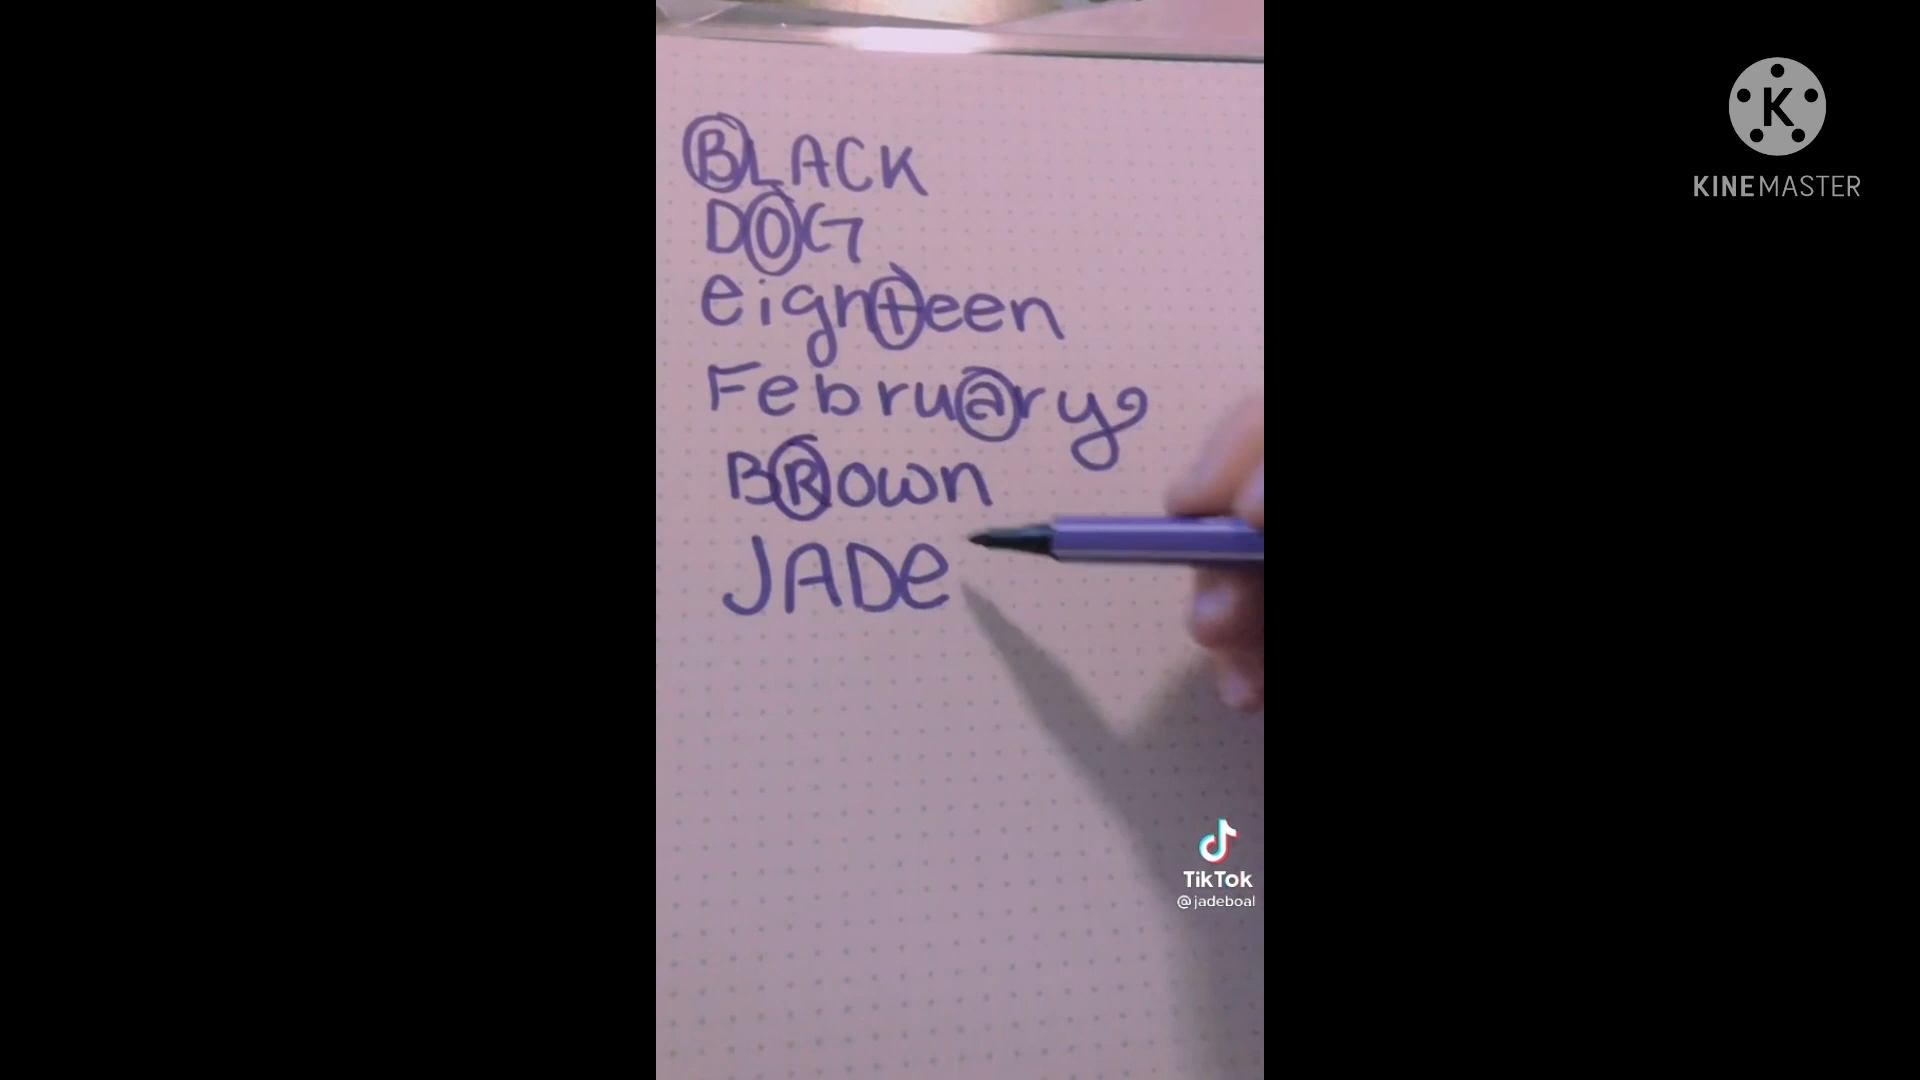 BLACK
DOG
eighteen
February
BROwn
JADe
KINEMASTER
TikTok
@jadeboal